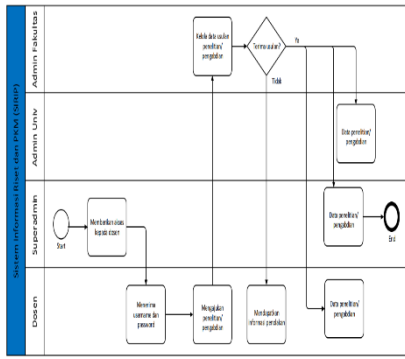 Sistem Informasi Riset dan PKM (SIRIP)
Admin Fakultas
Kelola data usulan
penelitian/
pengabdian
Terima usulan?
Ya
Tidak
Admin Univ
Data penelitian/
pengabdian
Superadmin
Start
Memberikan akses
kepada dosen
Data penelitian/
pengabdian
End
Dosen
Menerima
username dan
password
Mengajukan
penelitian/
pengabdian
Mendapatkan
informasi penolakan
Data penelitian/
pengabdian